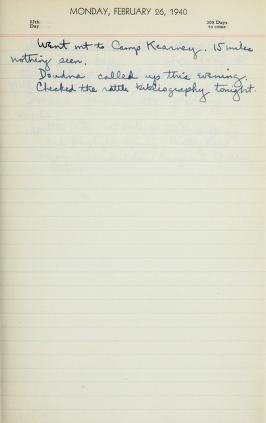 MONDAY, FEBRUARY 26, 1940
57th Day
309 Days to come
Went out to Camp Kearney. 15 miles
nothing seen.
Doudna called up this evening.
Checked the rattle bibliography tonight.